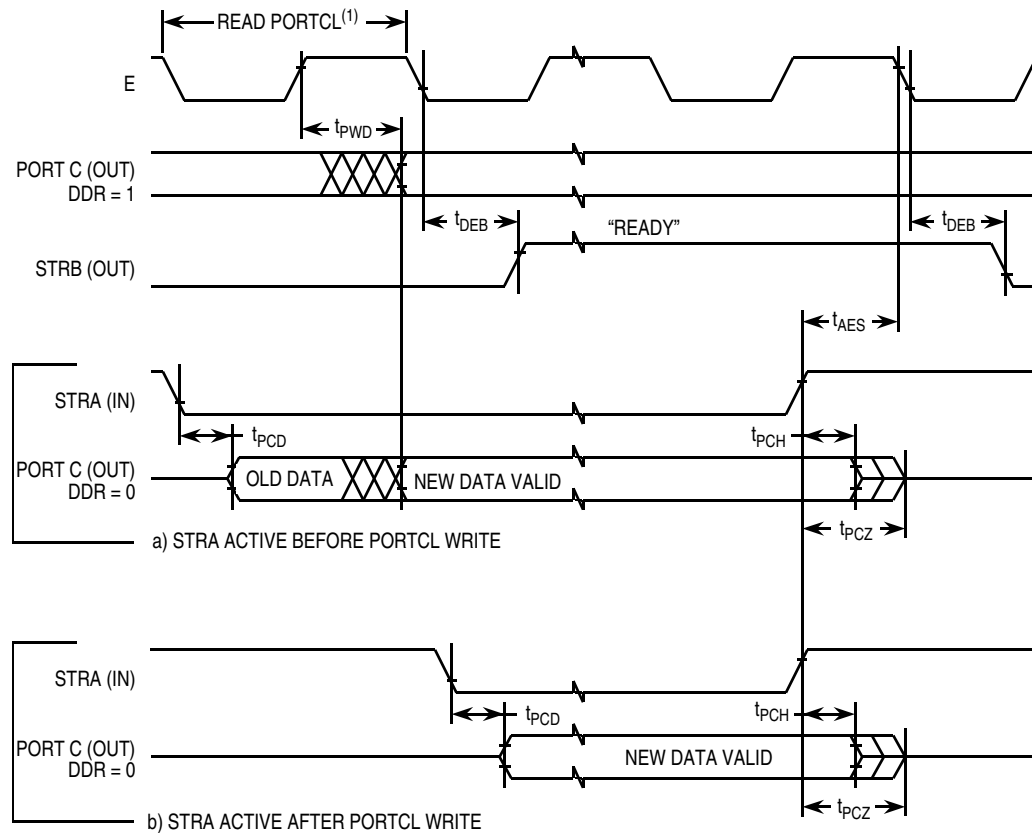 READ PORTCL(1)
E
tPWD
PORT C (OUT)
DDR = 1
tDEB
"READY"
tDEB
STRB (OUT)
tAES
STRA (IN)
tPCD
tPCH
PORT C (OUT)
DDR = 0
OLD DATA
NEW DATA VALID
tPCZ
a) STRA ACTIVE BEFORE PORTCL WRITE
STRA (IN)
tPCD
tPCH
PORT C (OUT)
DDR = 0
NEW DATA VALID
tPCZ
b) STRA ACTIVE AFTER PORTCL WRITE